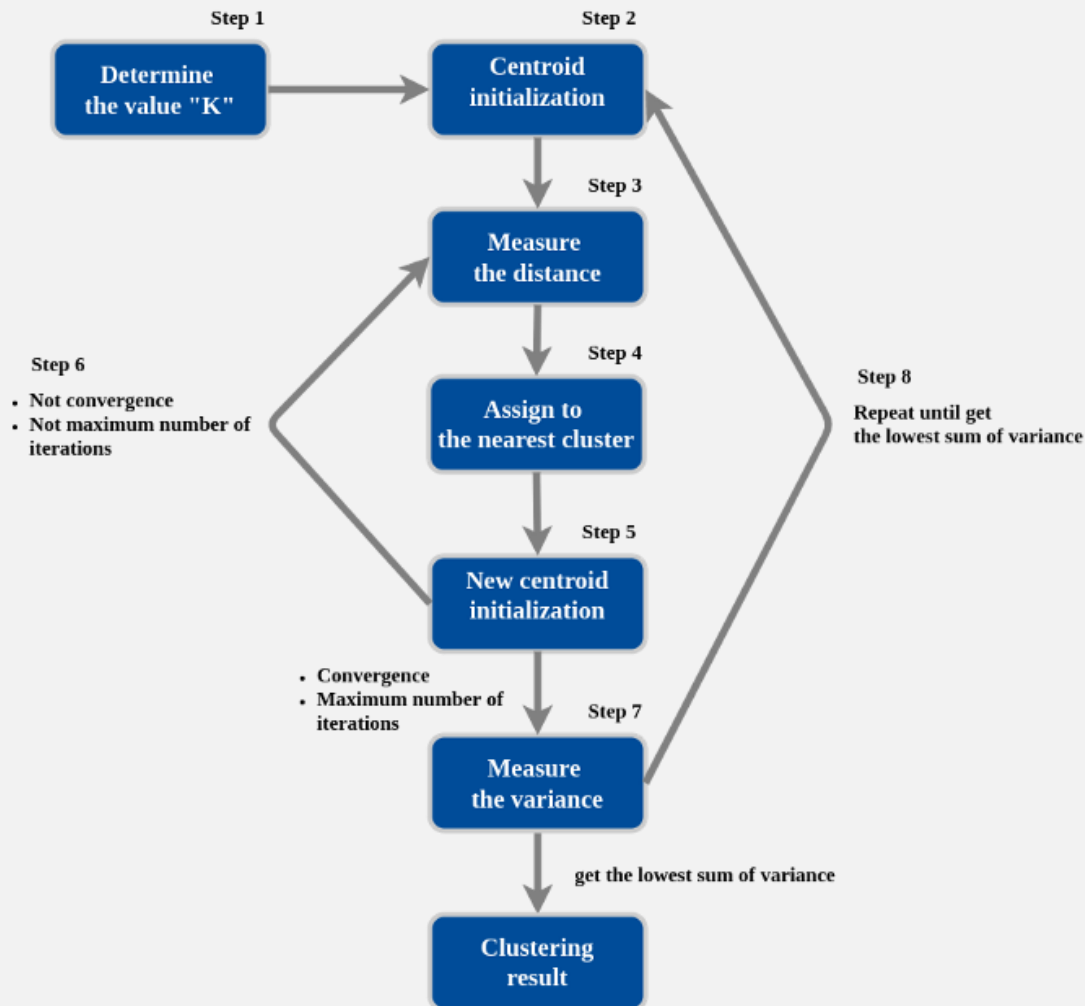 Step 1
Determine
the value "K"
Step 2
Centroid
initialization
Step 3
Measure
the distance
Step 4
Assign to
the nearest cluster
Step 5
New centroid
initialization
Step 6
• Not convergence
• Not maximum number of
iterations
• Convergence
• Maximum number of
iterations
Step 7
Measure
the variance
Step 8
Repeat until get
the lowest sum of variance
get the lowest sum of variance
Clustering
result